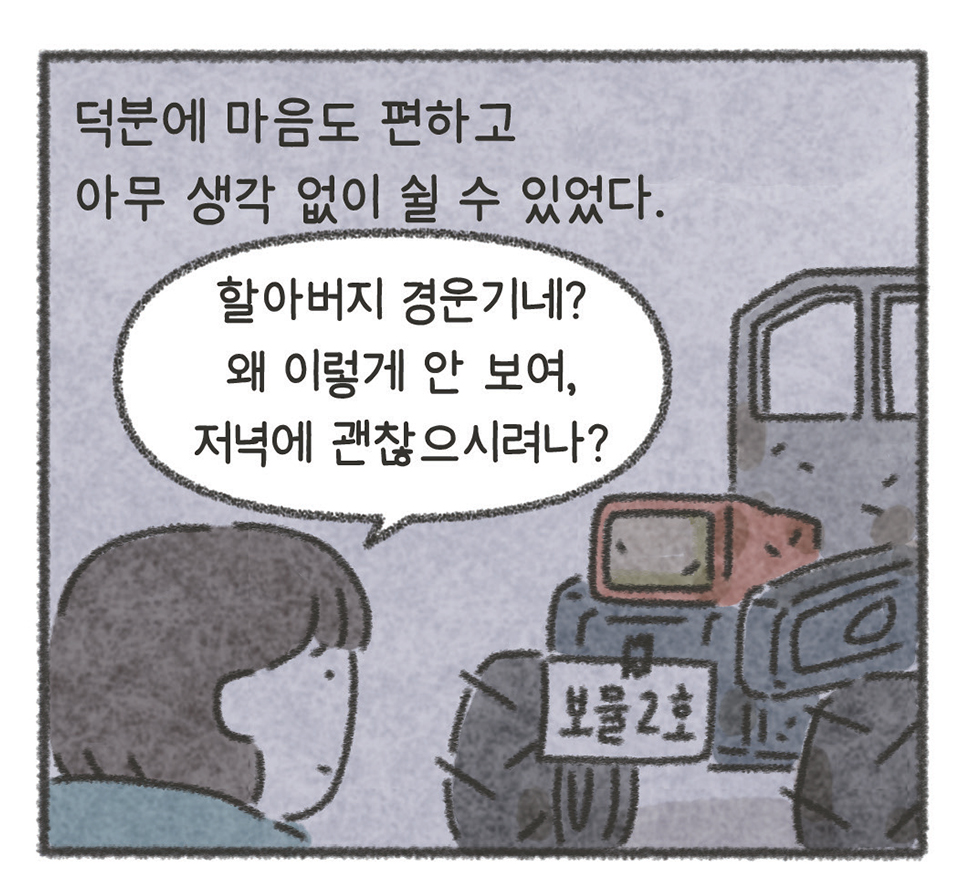 덕분에 마음도 편하고
아무 생각 없이 쉴 수 있었다.
할아버지 경운기네?
왜 이렇게 안 보여,
저녁에 괜찮으시려나?
보물2호